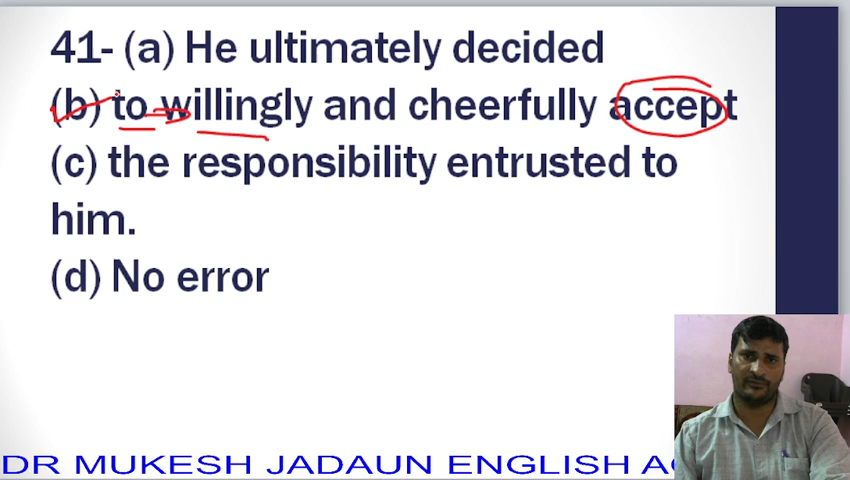 41- (a) He ultimately decided
(b) to willingly and cheerfully accept
(c) the responsibility entrusted to
him.
(d) No error
DR MUKESH JADAUN ENGLISH